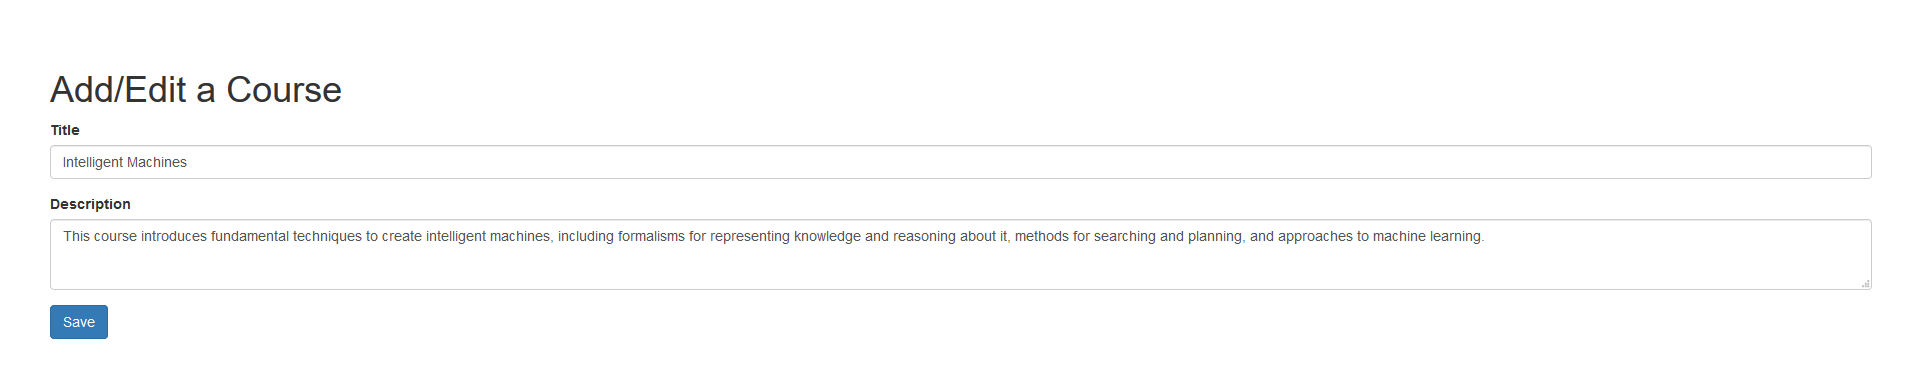 Add/Edit a Course
Title
Intelligent Machines
Description
This course introduces fundamental techniques to create intelligent machines, including formalisms for representing knowledge and reasoning about it, methods for searching and planning, and approaches to machine learning.
Save